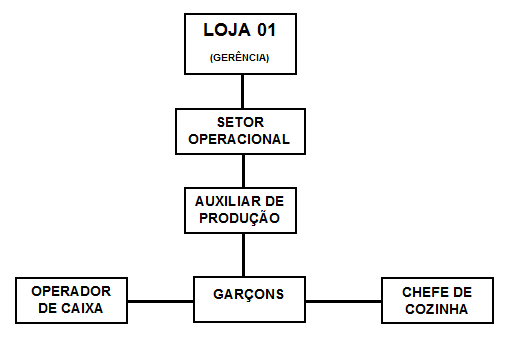 LOJA 01
(GERÊNCIA)
SETOR
OPERACIONAL
AUXILIAR DE
PRODUÇÃO
OPERADOR
DE CAIXA
GARÇONS
CHEFE DE
COZINHA